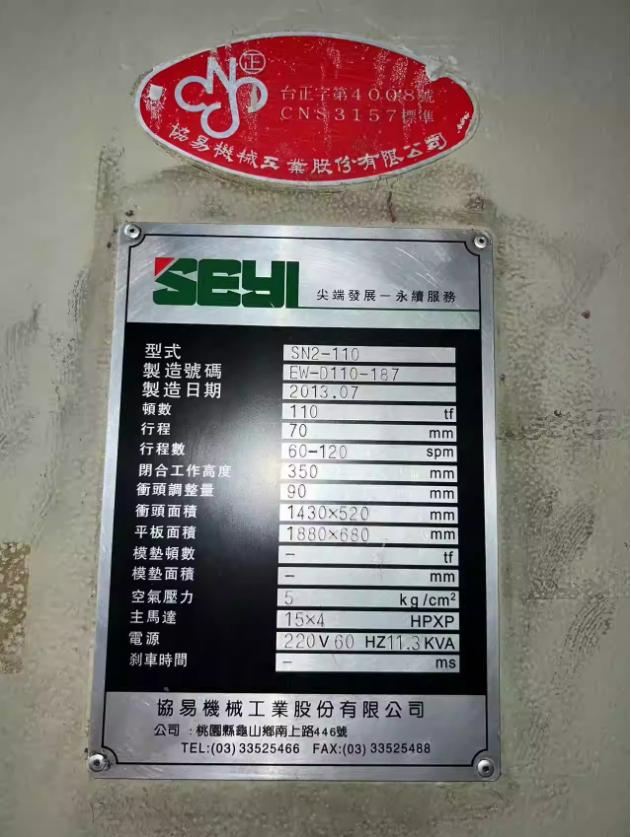 CNS 正
台正字第4008號
CNS3157標準
協易機械工業股份有限公司
SEYI 尖端發展－永續服務
型式 SN2-110
製造號碼 EW-D110-187
製造日期 2013.07
頓數 110 tf
行程 70 mm
行程數 60-120 spm
閉合工作高度 350 mm
衝頭調整量 90 mm
衝頭面積 1430×520 mm
平板面積 1880×680 mm
模墊頓數 - tf
模墊面積 - mm
空氣壓力 5 kg/cm²
主馬達 15×4 HPXP
電源 220V 60 HZ11.3KVA
剎車時間 - ms
協易機械工業股份有限公司
公司:桃園縣龜山鄉南上路446號
TEL:(03)33525466 FAX:(03)33525488